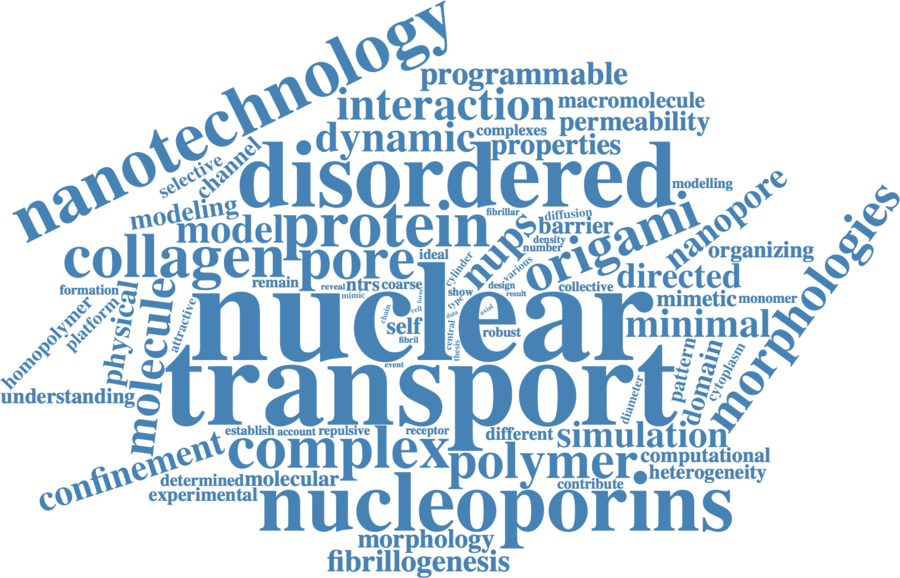 nanotechnology
programmable
interaction
macromolecule
permeability
dynamic
complexes
properties
selective
channel
disordered
modelling
modeling
model
protein
fibrillar
diffusion
barrier
density
number
nups
origami
nanopore
organizing
collagen
pore
ideal
cylinder
various
directed
morphologies
formation
remain
reveal
ntrs
coarse
mimic
show
type
design
result
collective
mimetic
monomer
homopolymer
platform
physical
molecule
attractive
nuclear
chain
cell
form
data
axial
self
fibril
central
thesis
robust
minimal
event
understanding
transport
diameter
pattern
domain
cytoplasm
establish
account
repulsive
receptor
different
simulation
confinement
complex
polymer
computational
heterogeneity
determined
molecular
contribute
experimental
nucleoporins
morphology
fibrillogenesis